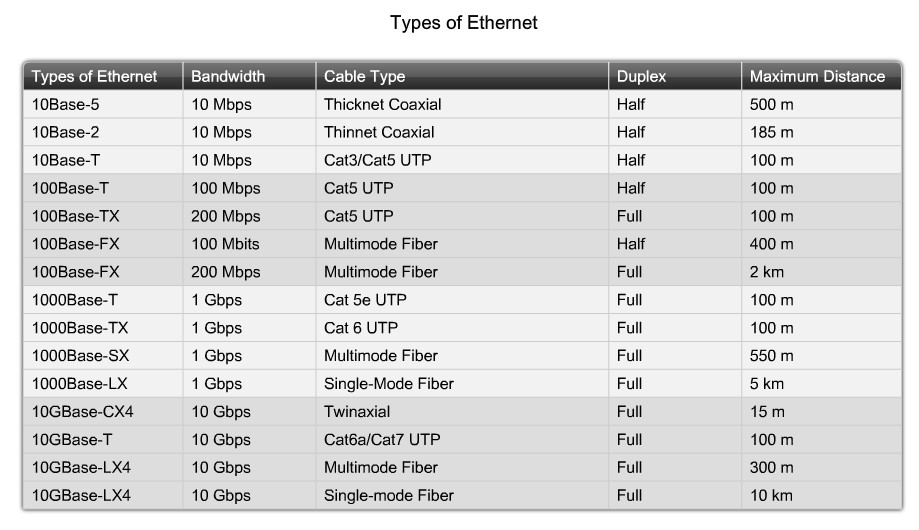 Types of Ethernet
Types of Ethernet Bandwidth Cable Type Duplex Maximum Distance
10Base-5 10 Mbps Thicknet Coaxial Half 500 m
10Base-2 10 Mbps Thinnet Coaxial Half 185 m
10Base-T 10 Mbps Cat3/Cat5 UTP Half 100 m
100Base-T 100 Mbps Cat5 UTP Half 100 m
100Base-TX 200 Mbps Cat5 UTP Full 100 m
100Base-FX 100 Mbits Multimode Fiber Half 400 m
100Base-FX 200 Mbps Multimode Fiber Full 2 km
1000Base-T 1 Gbps Cat 5e UTP Full 100 m
1000Base-TX 1 Gbps Cat 6 UTP Full 100 m
1000Base-SX 1 Gbps Multimode Fiber Full 550 m
1000Base-LX 1 Gbps Single-Mode Fiber Full 5 km
10GBase-CX4 10 Gbps Twinaxial Full 15 m
10GBase-T 10 Gbps Cat6a/Cat7 UTP Full 100 m
10GBase-LX4 10 Gbps Multimode Fiber Full 300 m
10GBase-LX4 10 Gbps Single-mode Fiber Full 10 km